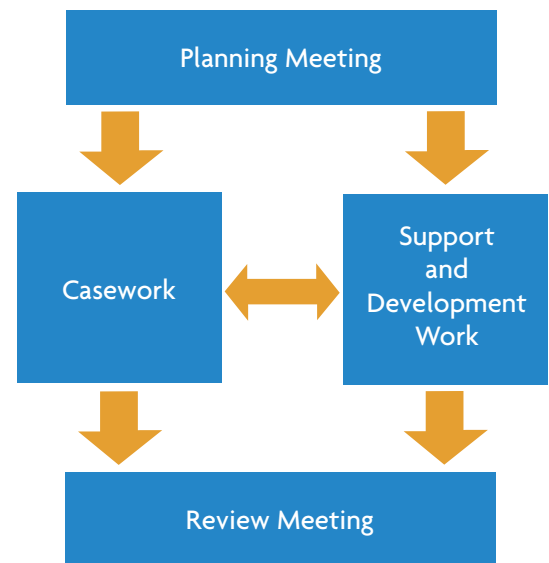 Planning Meeting
Casework
Support
and
Development
Work
Review Meeting